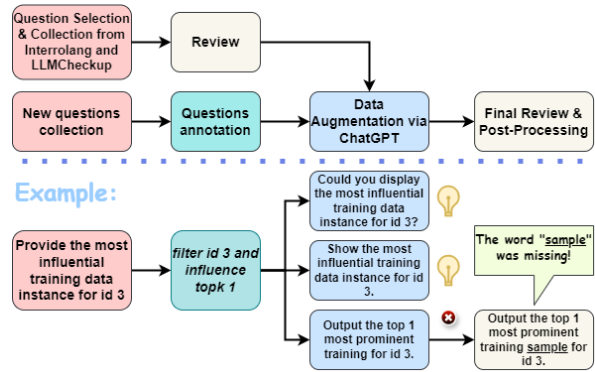 Question Selection
& Collection from
Interrolang and
LLMCheckup
Review
New questions
collection
Questions
annotation
Data
Augmentation via
ChatGPT
Final Review &
Post-Processing
Example:
Provide the most
influential
training data
instance for id 3
filter id 3 and
influence
topk 1
Could you display
the most influential
training data
instance for id 3?
Show the most
influential training
data instance for id
3.
Output the top 1
most prominent
training for id 3.
The word "sample"
was missing!
Output the top 1
most prominent
training sample for
id 3.